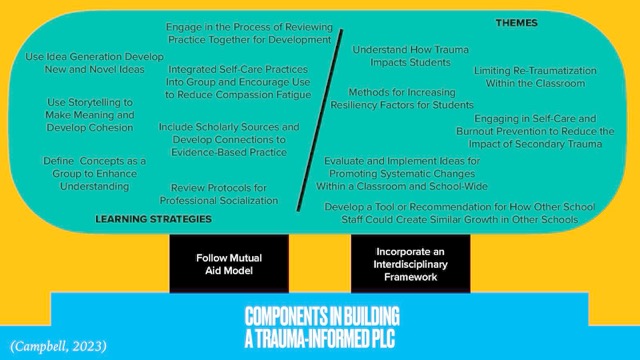 Engage in the Process of Reviewing
Practice Together for Development
Use Idea Generation Develop
New and Novel Ideas
Integrated Self-Care Practices
Into Group and Encourage Use
to Reduce Compassion Fatigue
Use Storytelling to
Make Meaning and
Develop Cohesion
Include Scholarly Sources and
Develop Connections to
Evidence-Based Practice
Define Concepts as a
Group to Enhance
Understanding
Review Protocols for
Professional Socialization
LEARNING STRATEGIES
THEMES
Understand How Trauma
Impacts Students
Limiting Re-Traumatization
Within the Classroom
Methods for Increasing
Resiliency Factors for Students
Engaging in Self-Care and
Burnout Prevention to Reduce the
Impact of Secondary Trauma
Evaluate and Implement Ideas for
Promoting Systematic Changes
Within a Classroom and School-Wide
Develop a Tool or Recommendation for How Other School
Staff Could Create Similar Growth in Other Schools
Follow Mutual
Aid Model
Incorporate an
Interdisciplinary
Framework
COMPONENTS IN BUILDING
A TRAUMA-INFORMED PLC
(Campbell, 2023)